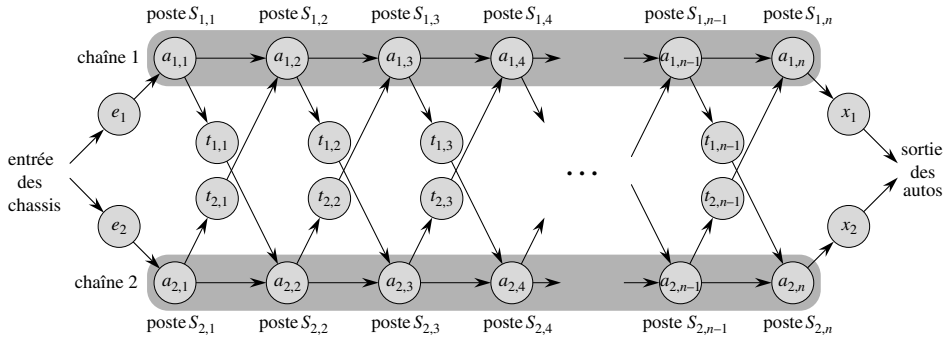 poste S1,1 poste S1,2 poste S1,3 poste S1,4 poste S1,n–1 poste S1,n
chaîne 1 a1,1 a1,2 a1,3 a1,4 a1,n–1 a1,n
e1 x1
t1,1 t1,2 t1,3 t1,n–1
entrée
des
chassis
...
sortie
des
autos
t2,1 t2,2 t2,3 t2,n–1
e2 x2
chaîne 2 a2,1 a2,2 a2,3 a2,4 a2,n–1 a2,n
poste S2,1 poste S2,2 poste S2,3 poste S2,4 poste S2,n–1 poste S2,n